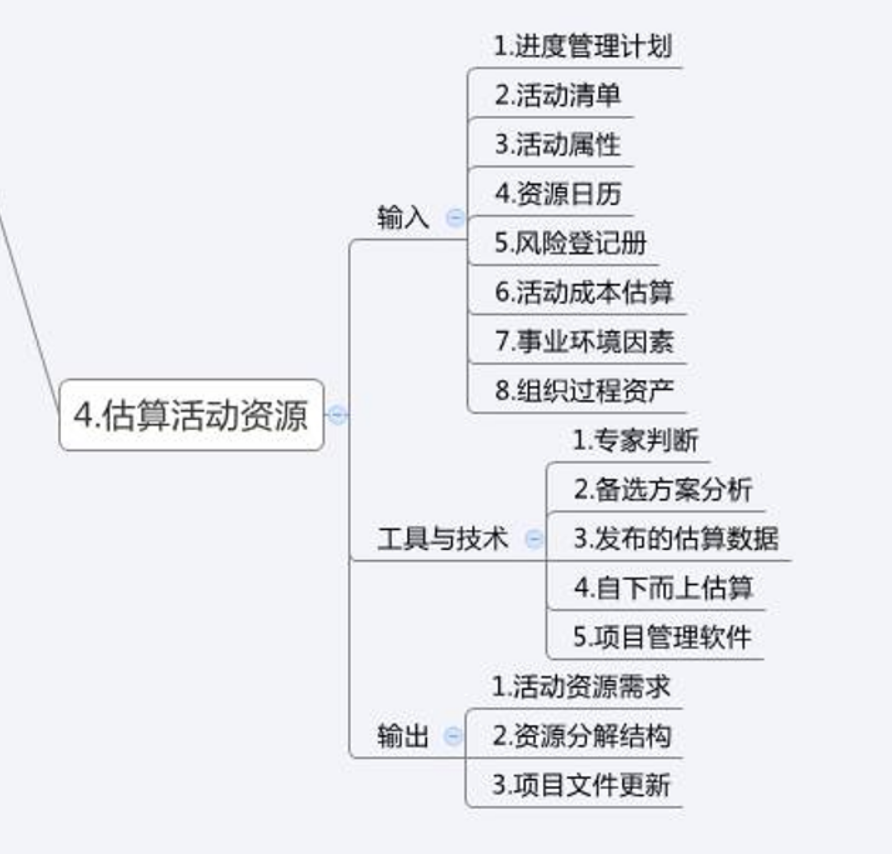 4.估算活动资源
输入
1.进度管理计划
2.活动清单
3.活动属性
4.资源日历
5.风险登记册
6.活动成本估算
7.事业环境因素
8.组织过程资产
工具与技术
1.专家判断
2.备选方案分析
3.发布的估算数据
4.自下而上估算
5.项目管理软件
输出
1.活动资源需求
2.资源分解结构
3.项目文件更新